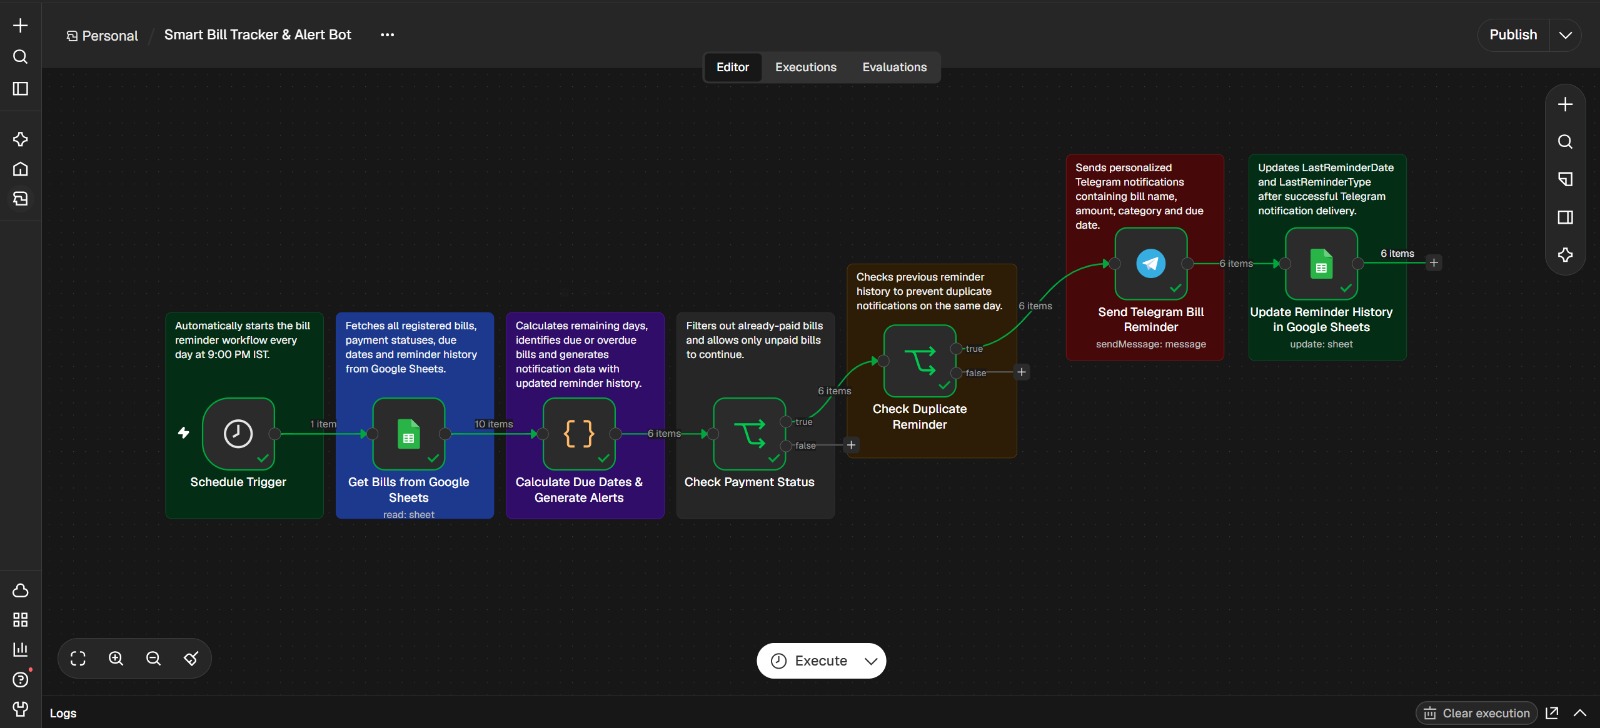 Personal / Smart Bill Tracker & Alert Bot ...
Publish
Editor
Executions
Evaluations
Sends personalized
Telegram notifications
containing bill name,
amount, category and due
date.
Updates LastReminderDate
and LastReminderType
after successful Telegram
notification delivery.
6 items
6 items
Send Telegram Bill
Reminder
sendMessage: message
Update Reminder History
in Google Sheets
update: sheet
Checks previous reminder
history to prevent duplicate
notifications on the same day.
6 items
true
false
Check Duplicate
Reminder
Automatically starts the bill
reminder workflow every
day at 9:00 PM IST.
Fetches all registered bills,
payment statuses, due
dates and reminder history
from Google Sheets.
Calculates remaining days,
identifies due or overdue
bills and generates
notification data with
updated reminder history.
Filters out already-paid bills
and allows only unpaid bills
to continue.
6 items
1 item
10 items
6 items
true
false
Schedule Trigger
Get Bills from Google
Sheets
read: sheet
Calculate Due Dates &
Generate Alerts
Check Payment Status
Execute
Logs
Clear execution